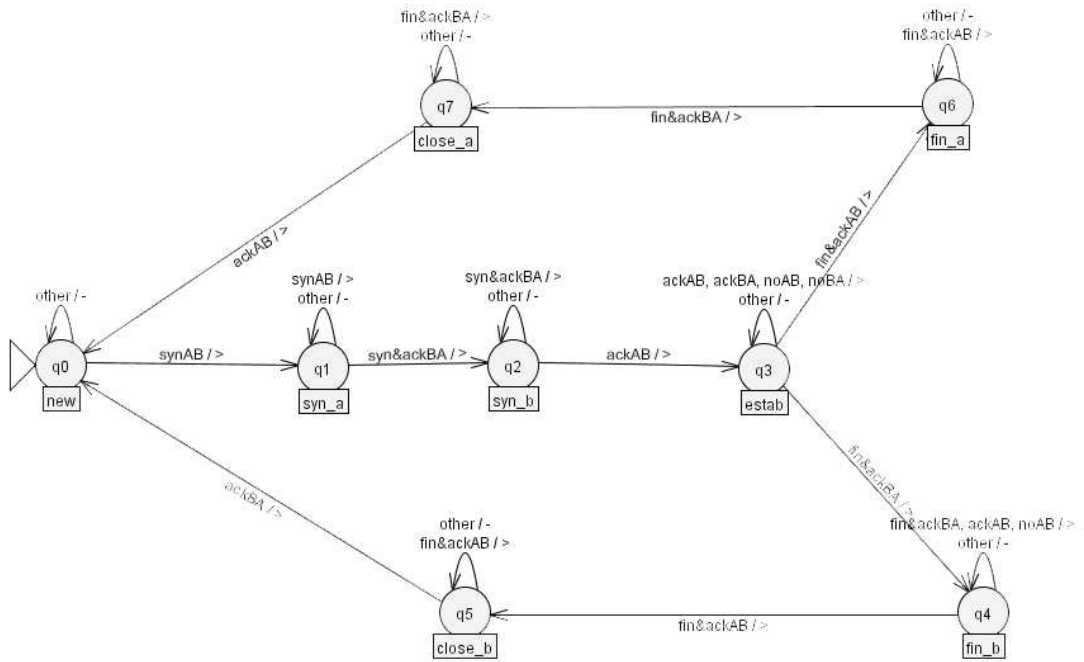 fin&ackBA / >
other / -
q7
close_a
other / -
fin&ackAB / >
q6
fin_a
fin&ackBA / >
ackAB / >
fin&ackAB / >
other / -
q0
new
synAB / >
synAB / >
other / -
q1
syn_a
syn&ackBA / >
syn&ackBA / >
other / -
q2
syn_b
ackAB / >
ackAB, ackBA, noAB, noBA / >
other / -
q3
estab
ackBA / >
fin&ackBA / >
other / -
fin&ackAB / >
q5
close_b
fin&ackAB / >
fin&ackBA, ackAB, noAB / >
other / -
q4
fin_b